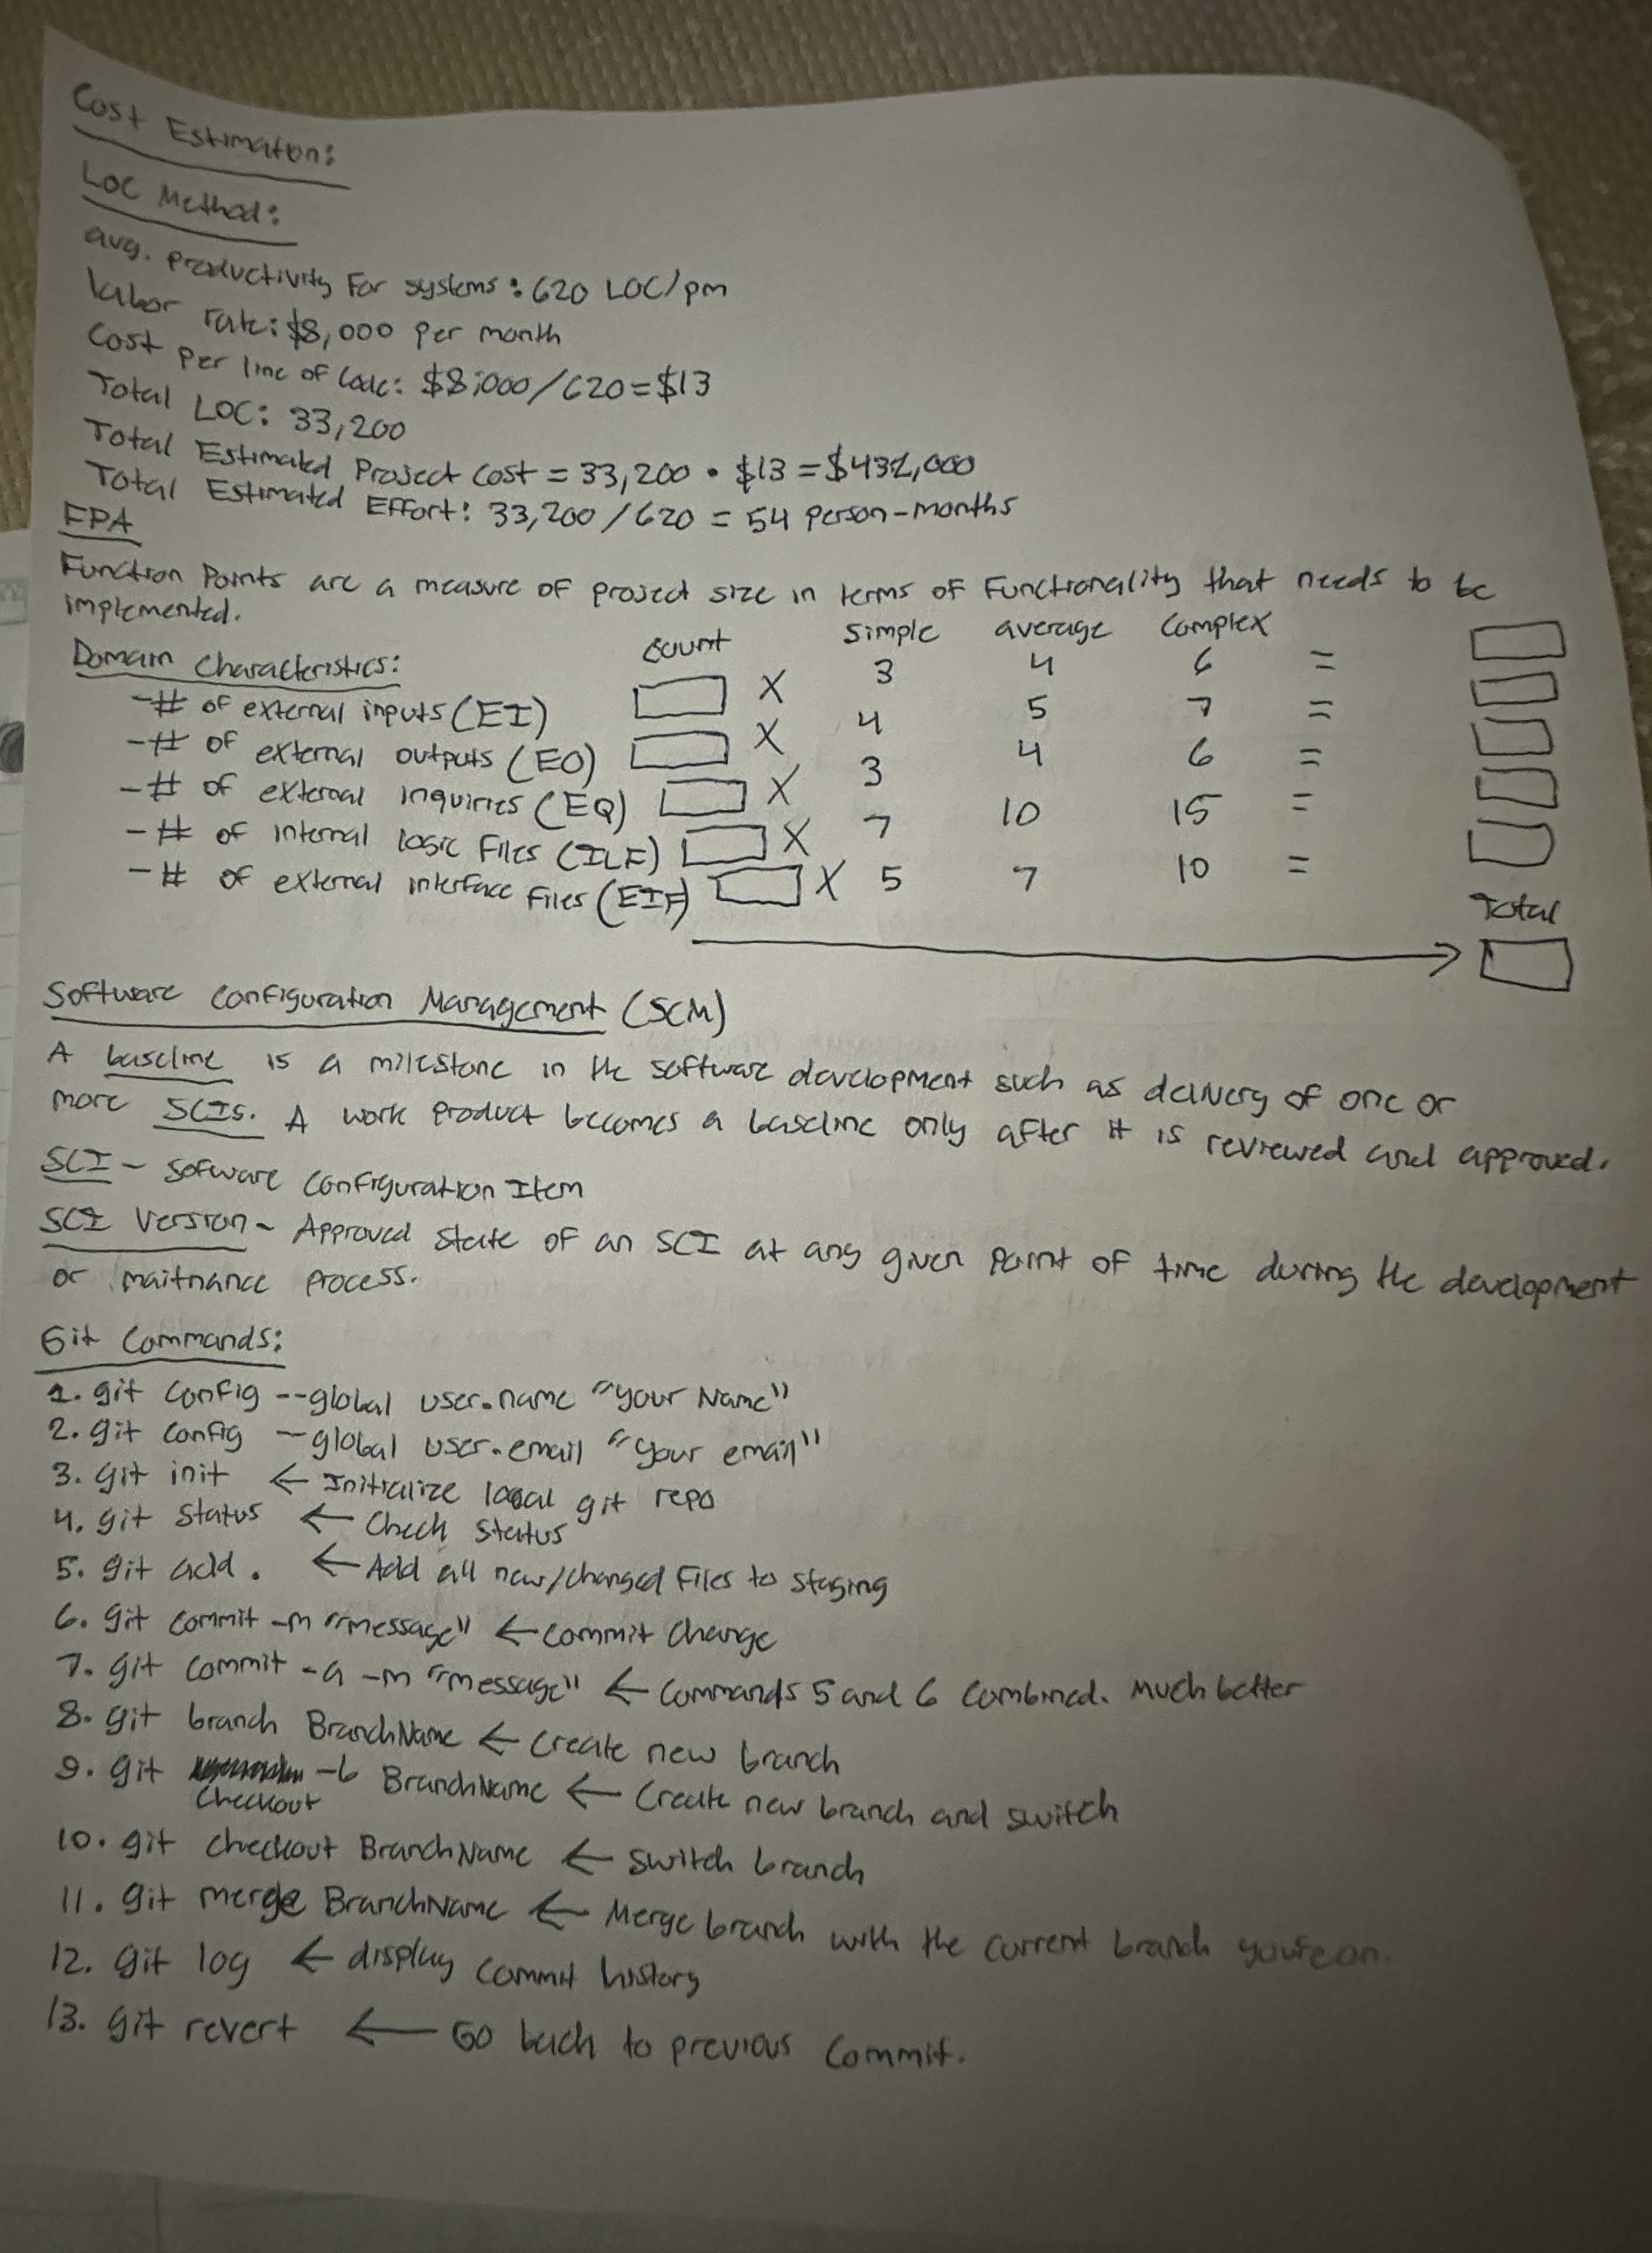 Cost Estimation:
LOC Method:
avg. productivity For systems: 620 LOC/pm
labor rate: $8,000 per month
Cost per line of code: $8,000/620=$13
Total LOC: 33,200
Total Estimated Project Cost = 33,200 • $13 = $431,000
Total Estimated Effort: 33,200/620 = 54 person-months
FPA
Function Points are a measure of project size in terms of Functionality that needs to be
implemented.
count simple average complex
Domain Characteristics:
-# of external inputs (EI) X 3 4 6 =
-# of external outputs (EO) X 4 5 7 =
-# of external inquiries (EQ) X 3 4 6 =
-# of internal logic Files (ILF) X 7 10 15 =
-# of external interface Files (EIF) X 5 7 10 =
Total
Software Configuration Management (SCM)
A baseline is a milestone in the software development such as delivery of one or
more SCIs. A work product becomes a baseline only after it is reviewed and approved.
SCI - Sofware Configuration Item
SCI Version - Approved state of an SCI at any given point of time during the development
or maitnance process.
Git Commands:
1. git config --global user.name "your Name"
2. git config --global user.email "your email"
3. git init ← Initialize local git repo
4. git status ← Check status
5. git add . ← Add all new/changed Files to staging
6. git commit -m "message" ← commit change
7. git commit -a -m "message" ← Commands 5 and 6 combined. Much better
8. git branch BranchName ← Create new branch
9. git checkout -b BranchName ← Create new branch and switch
10. git checkout BranchName ← switch branch
11. git merge BranchName ← Merge branch with the current branch you're on.
12. git log ← display commit history
13. git revert ← Go back to previous commit.